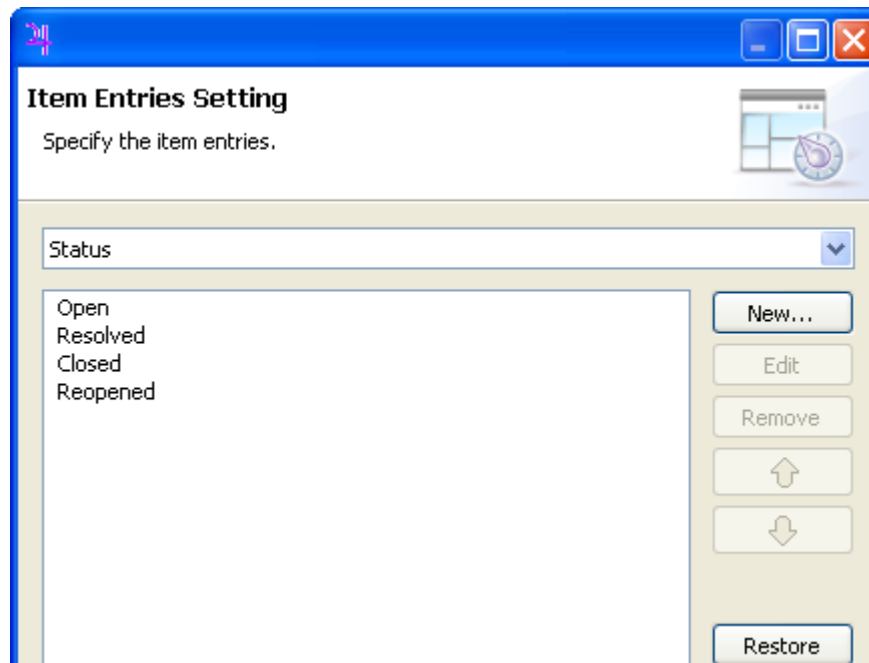 Item Entries Setting
Specify the item entries.
Status
Open
Resolved
Closed
Reopened
New...
Edit
Remove
Restore